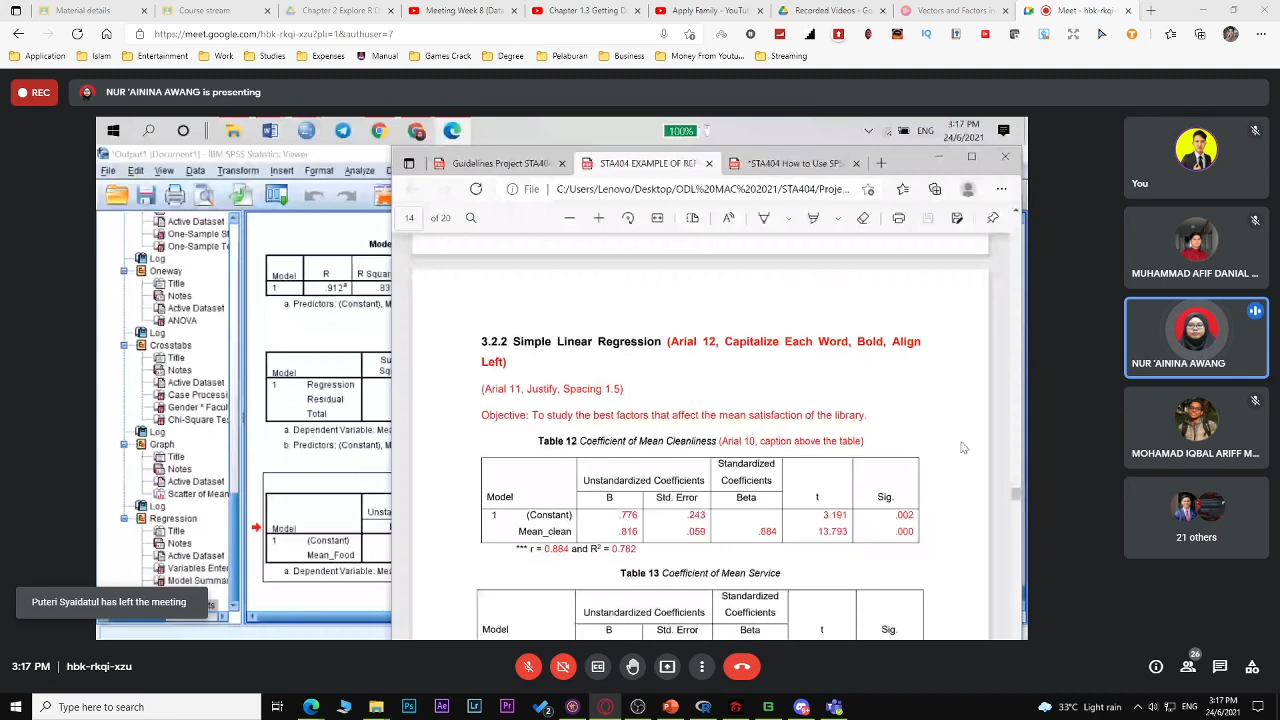 Material details
Course stream
Chapter 2 Explore R D
Meeting Week 8 (Dat
Chapter 1.3 Getting D
Apply Family - YouTut
Recorded Videos - Go
Vectors and Factors in
Meet - hbk-rkqi-x
https://meet.google.com/hbk-rkqi-xzu?pli=1&authuser=7
Application
Islam
University
Work
Studies
Expenses
Manual
Games Crack
Degree
Pelaburan
Business
Money From Youtu...
Entertainment
REC
NUR 'AININA AWANG is presenting
100%
ENG
3:17 PM
24/6/2021
*Output1 [Document1] - IBM SPSS Statistics Viewer
File
Edit
View
Data
Transform
Insert
Format
Analyze
Guidelines Project STA404
STA404 EXAMPLE OF REP
*STA404 How to Use SPS
File
C:/Users/Lenovo/Desktop/ODL%20MAC%202021/STA404/Proje...
14
of 20
Active Dataset
One-Sample St
One-Sample Te
Log
Oneway
Title
Notes
Active Dataset
ANOVA
Log
Crosstabs
Title
Notes
Active Dataset
Case Processi
Gender * Facul
Chi-Square Te
Log
Graph
Title
Notes
Active Dataset
Scatter of Mean
Log
Regression
Title
Notes
Active Dataset
Variables Enter
Model Summa
Mode
Model
R
R Squar
1
.912a
.83
a. Predictors: (Constant), M
Su
Model
Squ
1
Regression
Residual
Total
a. Dependent Variable: Mea
b. Predictors: (Constant), M
Unsta
Model
1
(Constant)
Mean_Food
a. Dependent Variable: Mea
3.2.2 Simple Linear Regression (Arial 12, Capitalize Each Word, Bold, Align
Left)
(Arial 11, Justify, Spacing 1.5)
Objective: To study the best factors that affect the mean satisfaction of the library.
Table 12 Coefficient of Mean Cleanliness (Arial 10, caption above the table)
Standardized
Unstandardized Coefficients Coefficients
Model B Std. Error Beta t Sig.
1 (Constant) .776 .243 3.191 .002
Mean_clean .816 .059 .884 13.793 .000
*** r = 0.884 and R2 = 0.782
Table 13 Coefficient of Mean Service
Standardized
Unstandardized Coefficients Coefficients
Model B Std. Error Beta t Sig.
You
MUHAMMAD AFIF DANIAL ...
NUR 'AININA AWANG
MOHAMAD IQBAL ARIFF M...
21 others
Puteri Syaidatul has left the meeting
3:17 PM
hbk-rkqi-xzu
26
Type here to search
2
33°C Light rain
ENG
3:17 PM
24/6/2021